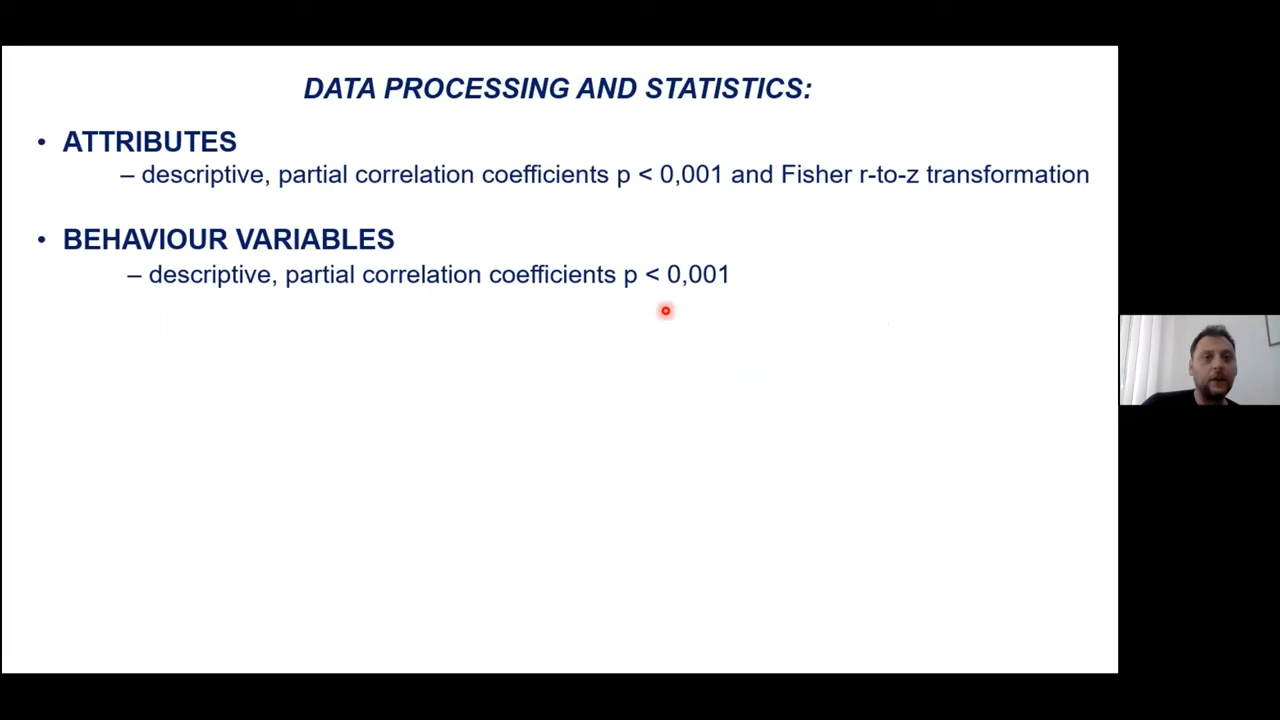 DATA PROCESSING AND STATISTICS:
• ATTRIBUTES
– descriptive, partial correlation coefficients p < 0,001 and Fisher r-to-z transformation
• BEHAVIOUR VARIABLES
– descriptive, partial correlation coefficients p < 0,001